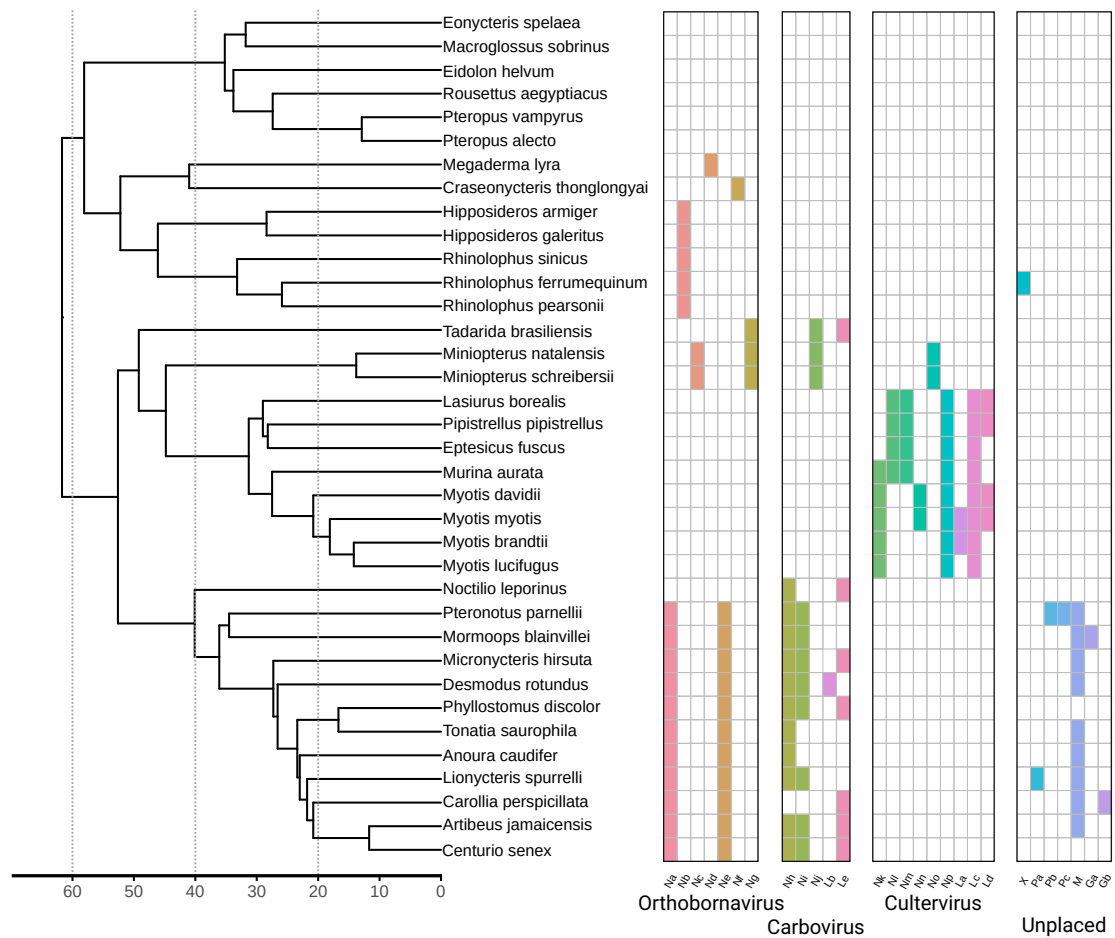 Eonycteris spelaea
Macroglossus sobrinus
Eidolon helvum
Rousettus aegyptiacus
Pteropus vampyrus
Pteropus alecto
Megaderma lyra
Craseonycteris thonglongyai
Hipposideros armiger
Hipposideros galeritus
Rhinolophus sinicus
Rhinolophus ferrumequinum
Rhinolophus pearsonii
Tadarida brasiliensis
Miniopterus natalensis
Miniopterus schreibersii
Lasiurus borealis
Pipistrellus pipistrellus
Eptesicus fuscus
Murina aurata
Myotis davidii
Myotis myotis
Myotis brandtii
Myotis lucifugus
Noctilio leporinus
Pteronotus parnellii
Mormoops blainvillei
Micronycteris hirsuta
Desmodus rotundus
Phyllostomus discolor
Tonatia saurophila
Anoura caudifer
Lionycteris spurrelli
Carollia perspicillata
Artibeus jamaicensis
Centurio senex
60 40 30 20 10 0
Na Nb Nc Nd Ne Nf Ng Nh Ni Nj Lb Le Nk Nl Nm Nn No Np La Lc Ld X Pa Pb Pc M Ga Gb
Orthobornavirus Cultervirus
Carbovirus Unplaced